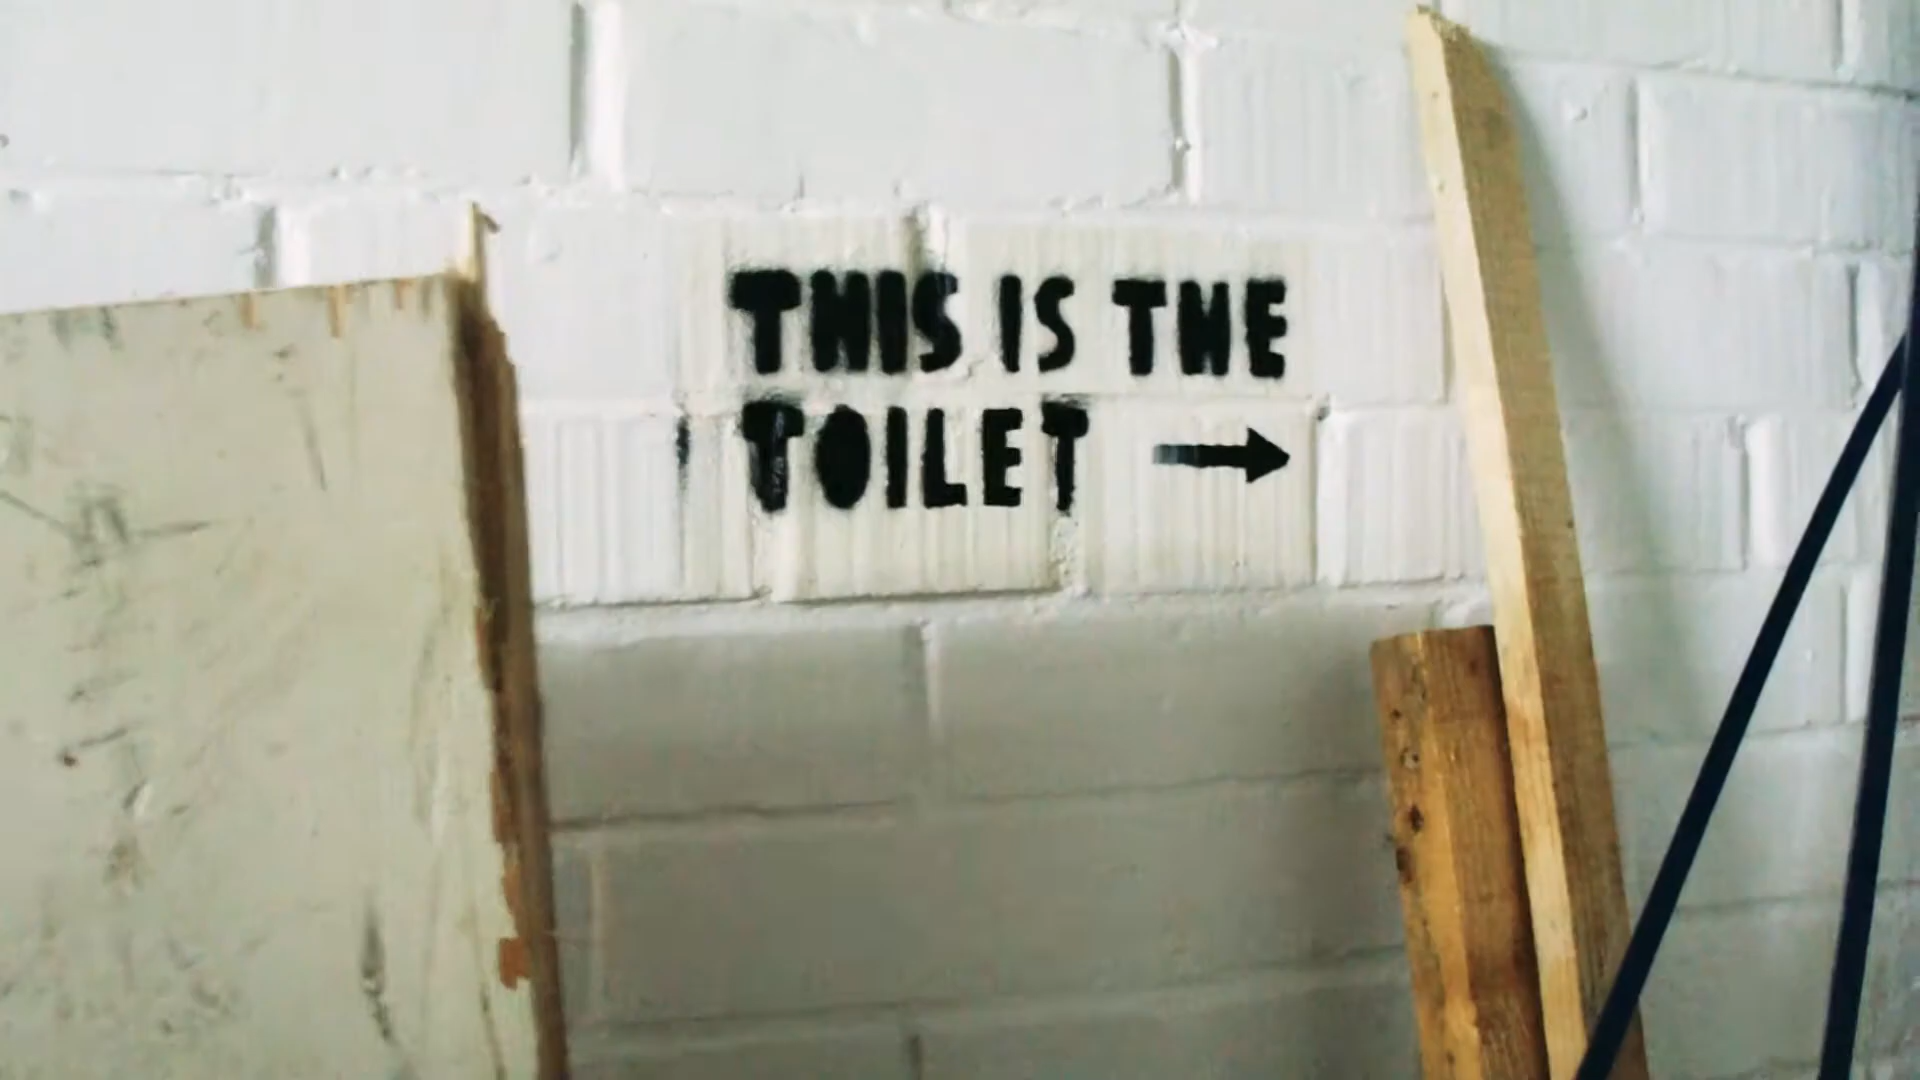 THIS IS THE
TOILET →